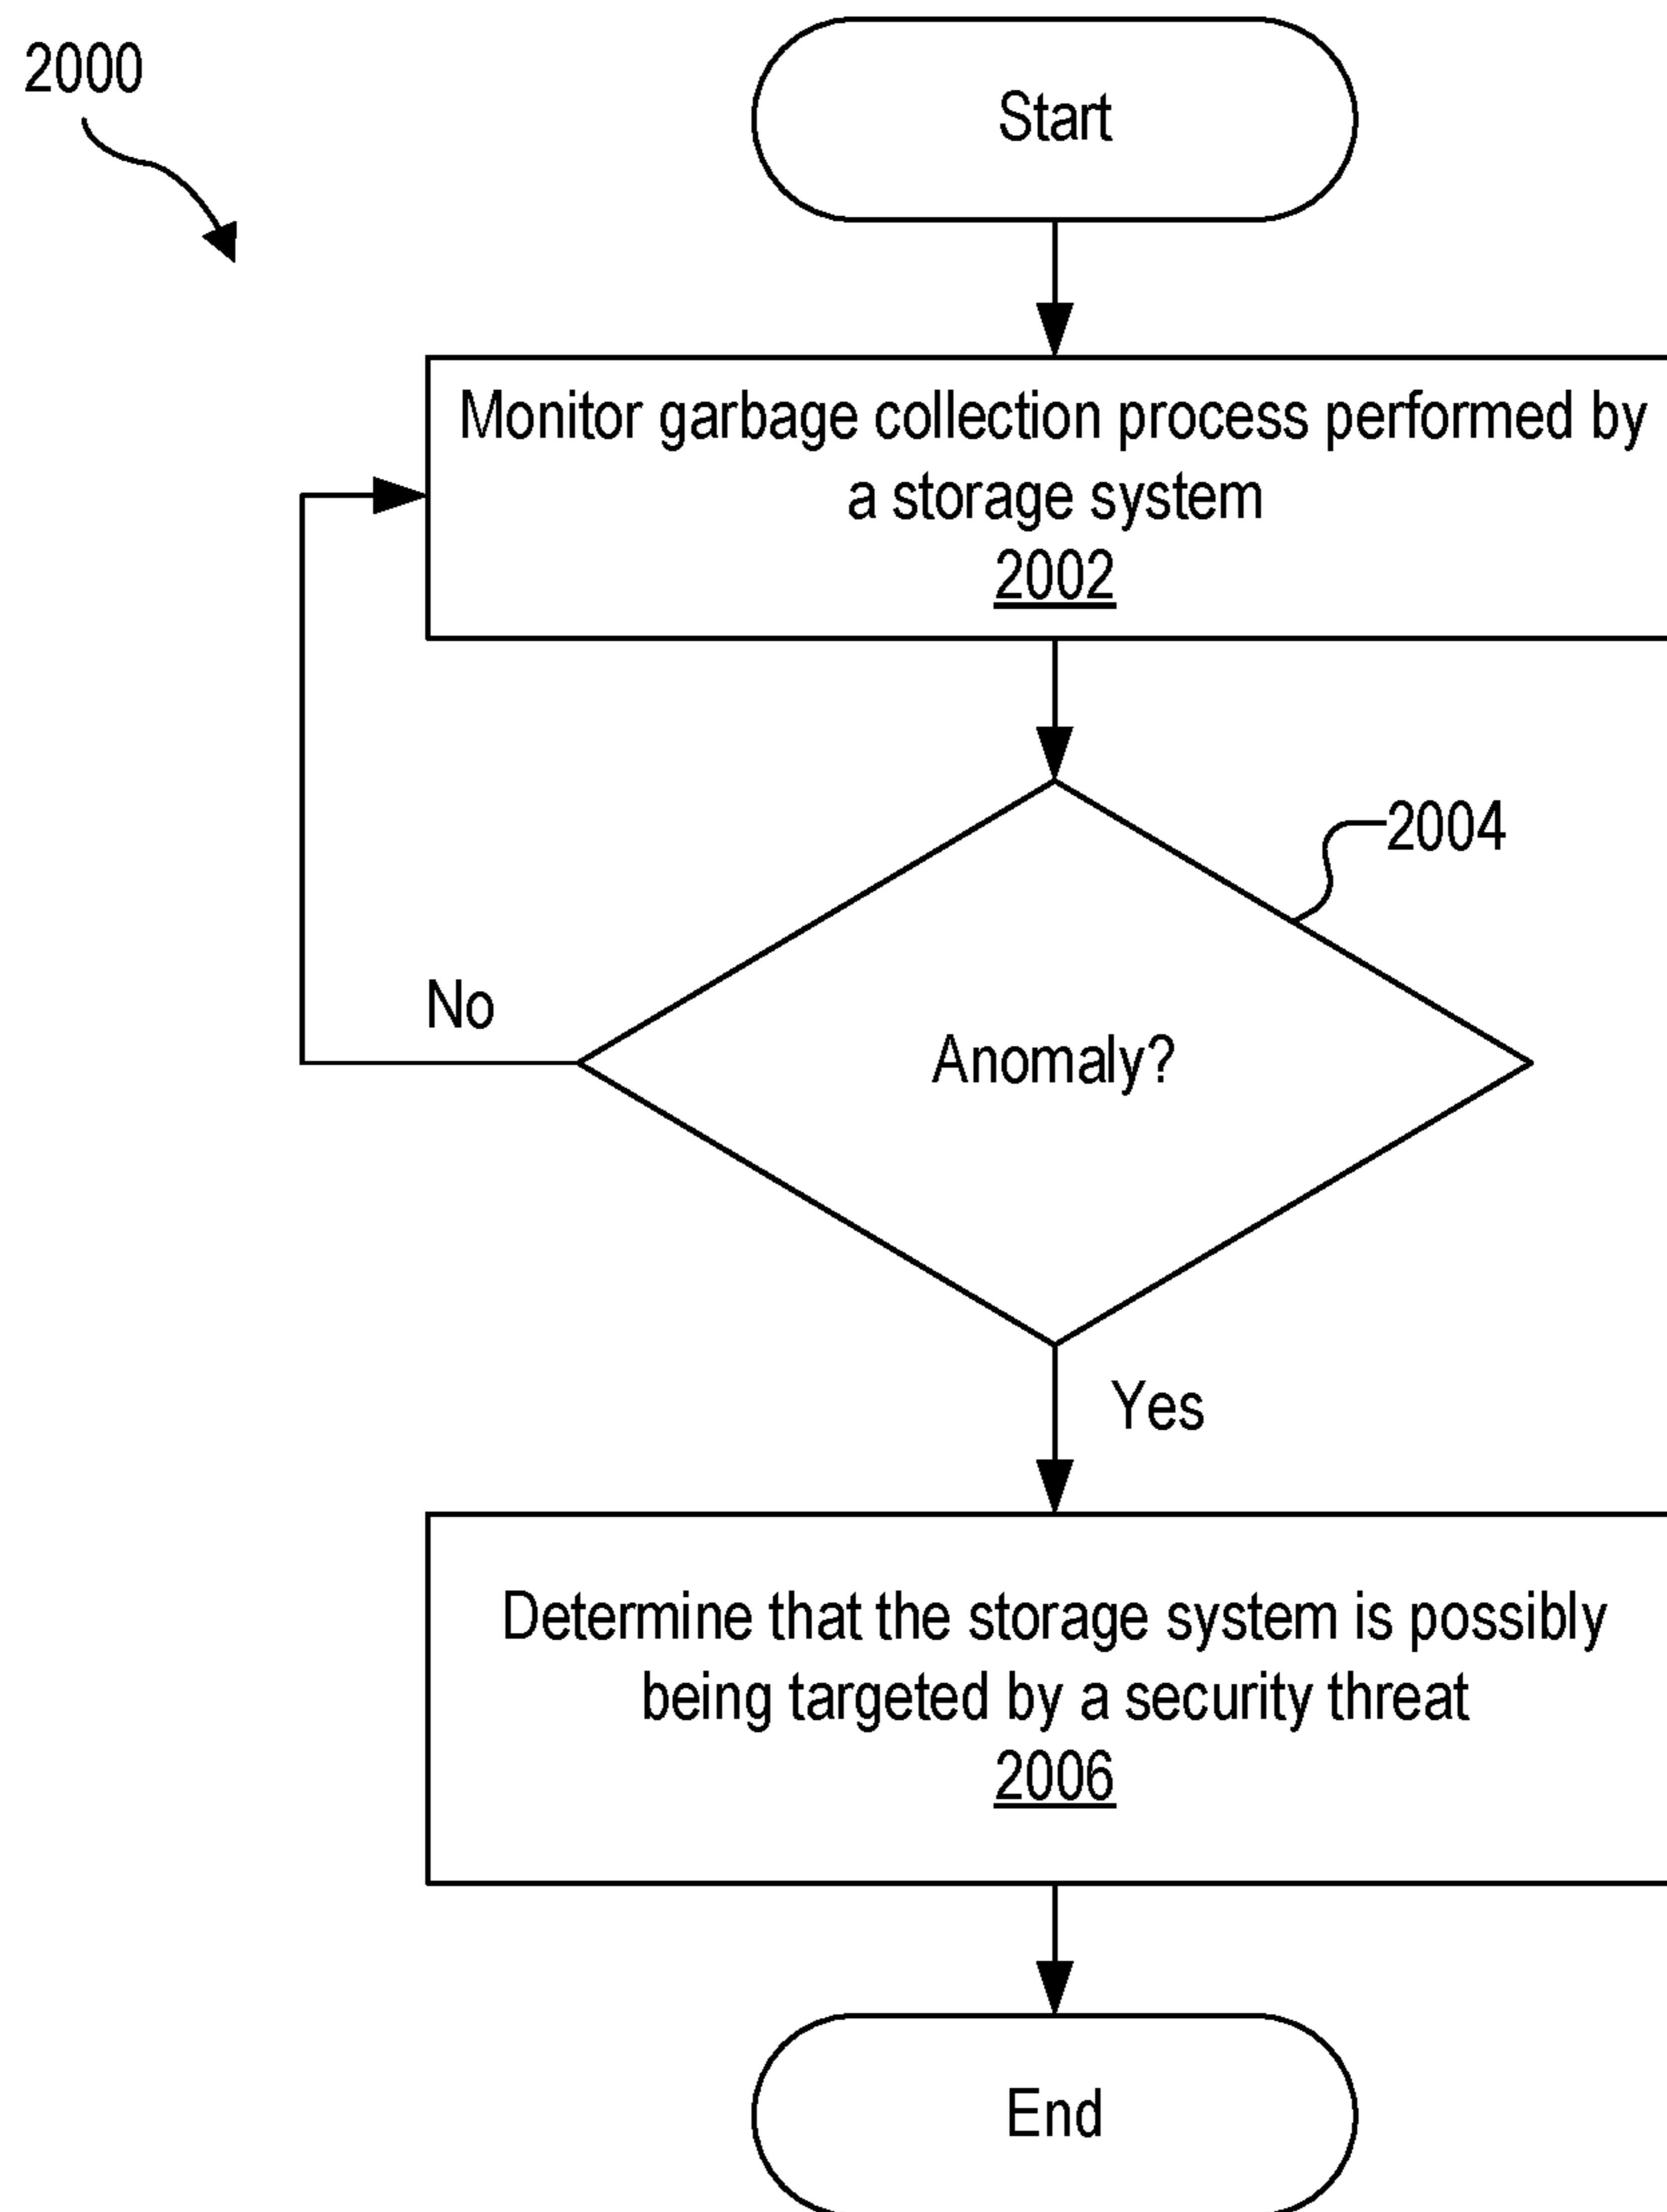 2000
Start
Monitor garbage collection process performed by
a storage system
2002
2004
No
Anomaly?
Yes
Determine that the storage system is possibly
being targeted by a security threat
2006
End